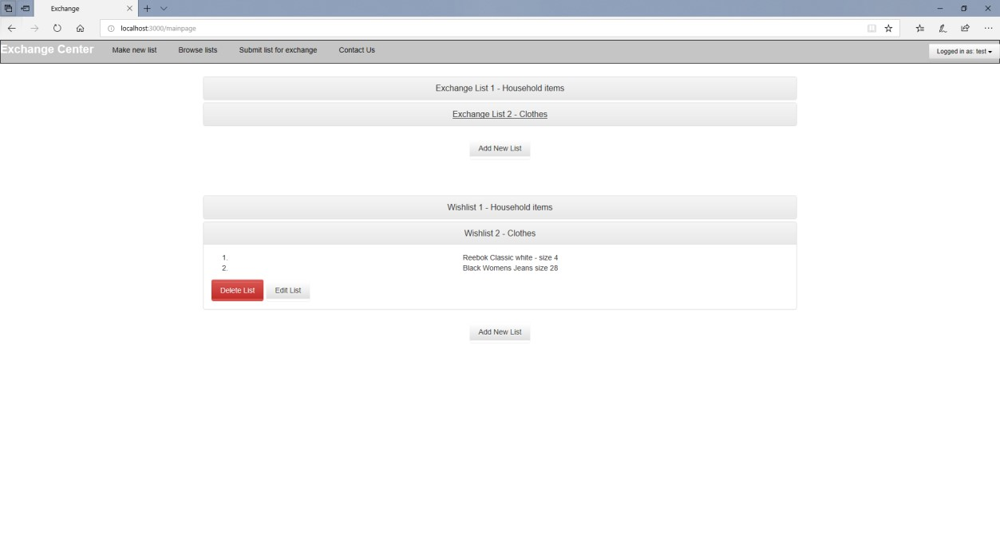 Exchange
localhost:3000/mainpage
Exchange Center Make new list Browse lists Submit list for exchange Contact Us Logged in as: test
Exchange List 1 - Household items
Exchange List 2 - Clothes
Add New List
Wishlist 1 - Household items
Wishlist 2 - Clothes
1. Reebok Classic white - size 4
2. Black Womens Jeans size 28
Delete List Edit List
Add New List